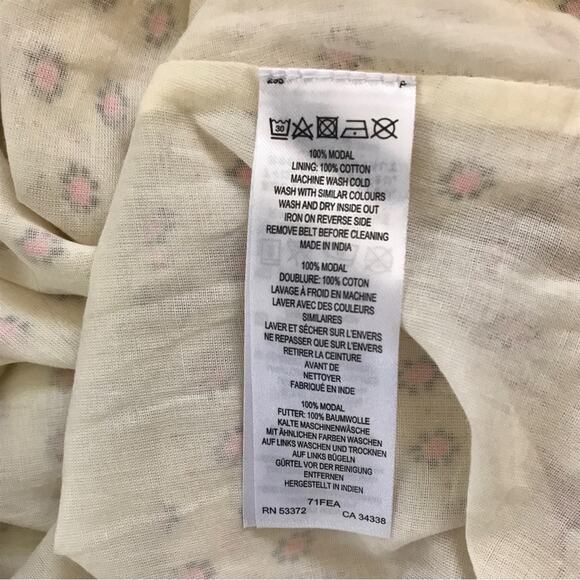 30
100% MODAL
LINING: 100% COTTON
MACHINE WASH COLD
WASH WITH SIMILAR COLOURS
WASH AND DRY INSIDE OUT
IRON ON REVERSE SIDE
REMOVE BELT BEFORE CLEANING
MADE IN INDIA
100% MODAL
DOUBLURE: 100% COTON
LAVAGE À FROID EN MACHINE
LAVER AVEC DES COULEURS
SIMILAIRES
LAVER ET SÉCHER SUR L'ENVERS
NE REPASSER QUE SUR L'ENVERS
RETIRER LA CEINTURE
AVANT DE
NETTOYER
FABRIQUÉ EN INDE
100% MODAL
FUTTER: 100% BAUMWOLLE
KALTE MASCHINENWÄSCHE
MIT ÄHNLICHEN FARBEN WASCHEN
AUF LINKS WASCHEN UND TROCKNEN
AUF LINKS BÜGELN
GÜRTEL VOR DER REINIGUNG
ENTFERNEN
HERGESTELLT IN INDIEN
71FEA
RN 53372 CA 34338